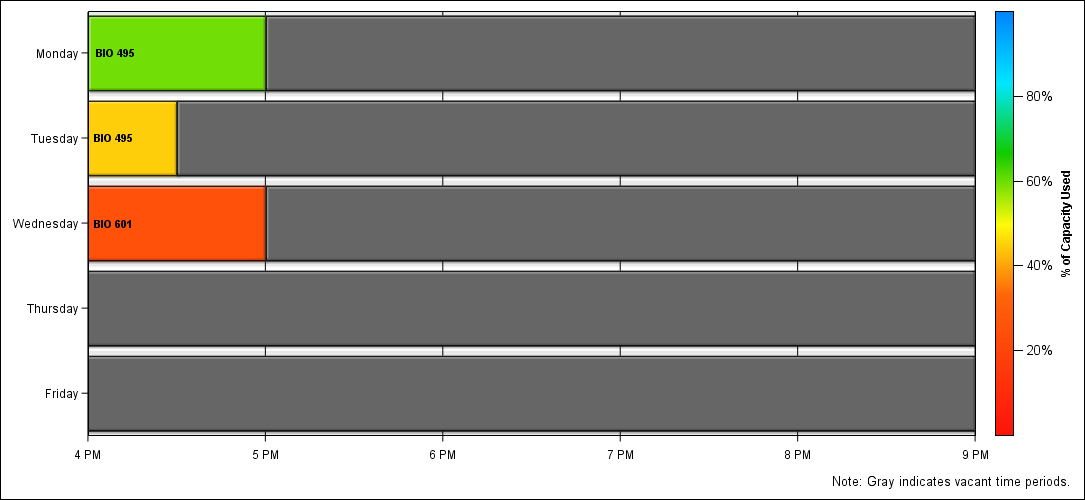 Monday
BIO 495
Tuesday
BIO 495
Wednesday
BIO 601
Thursday
Friday
4 PM 5 PM 6 PM 7 PM 8 PM 9 PM
80%
60%
40%
20%
% of Capacity Used
Note: Gray indicates vacant time periods.